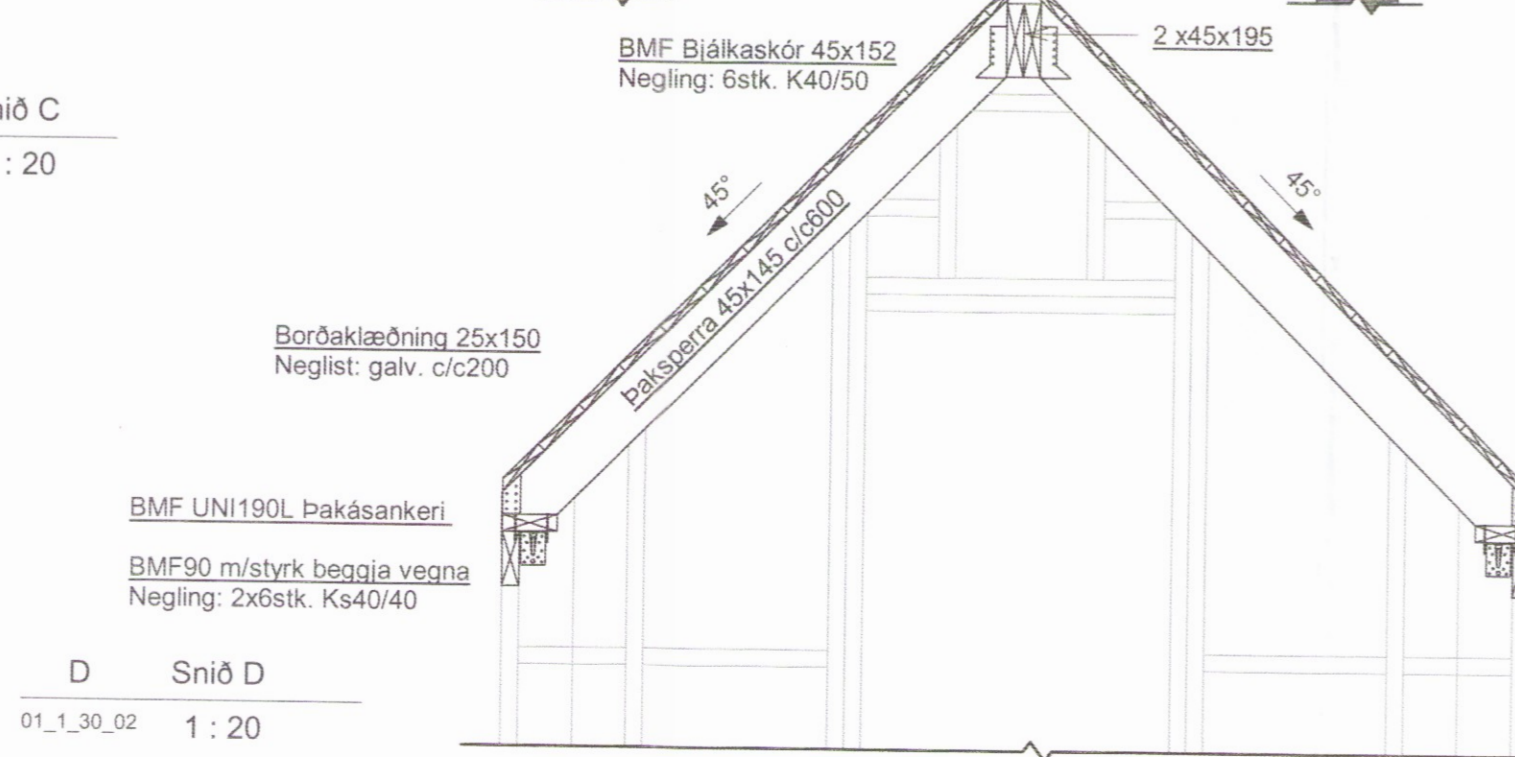 BMF Bjálkaskór 45x152
Negling: 6stk. K40/50
2 x45x195
ið C
: 20
45°
45°
Þaksperra 45x145 c/c600
Borðaklæðning 25x150
Neglist: galv. c/c200
BMF UNI190L Þakásankeri
BMF90 m/styrk beggja vegna
Negling: 2x6stk. Ks40/40
D Snið D
01_1_30_02 1 : 20